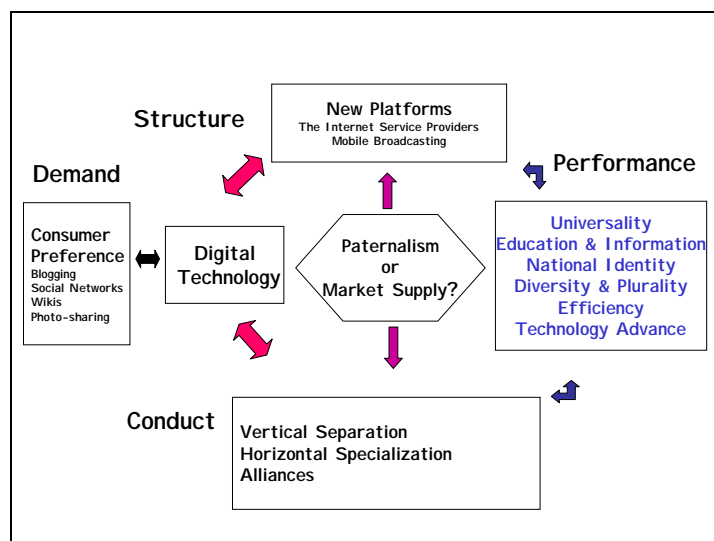 Structure
New Platforms
The Internet Service Providers
Mobile Broadcasting
Demand
Performance
Consumer
Preference
Blogging
Social Networks
Wikis
Photo-sharing
Digital
Technology
Paternalism
or
Market Supply?
Universality
Education & Information
National Identity
Diversity & Plurality
Efficiency
Technology Advance
Conduct
Vertical Separation
Horizontal Specialization
Alliances